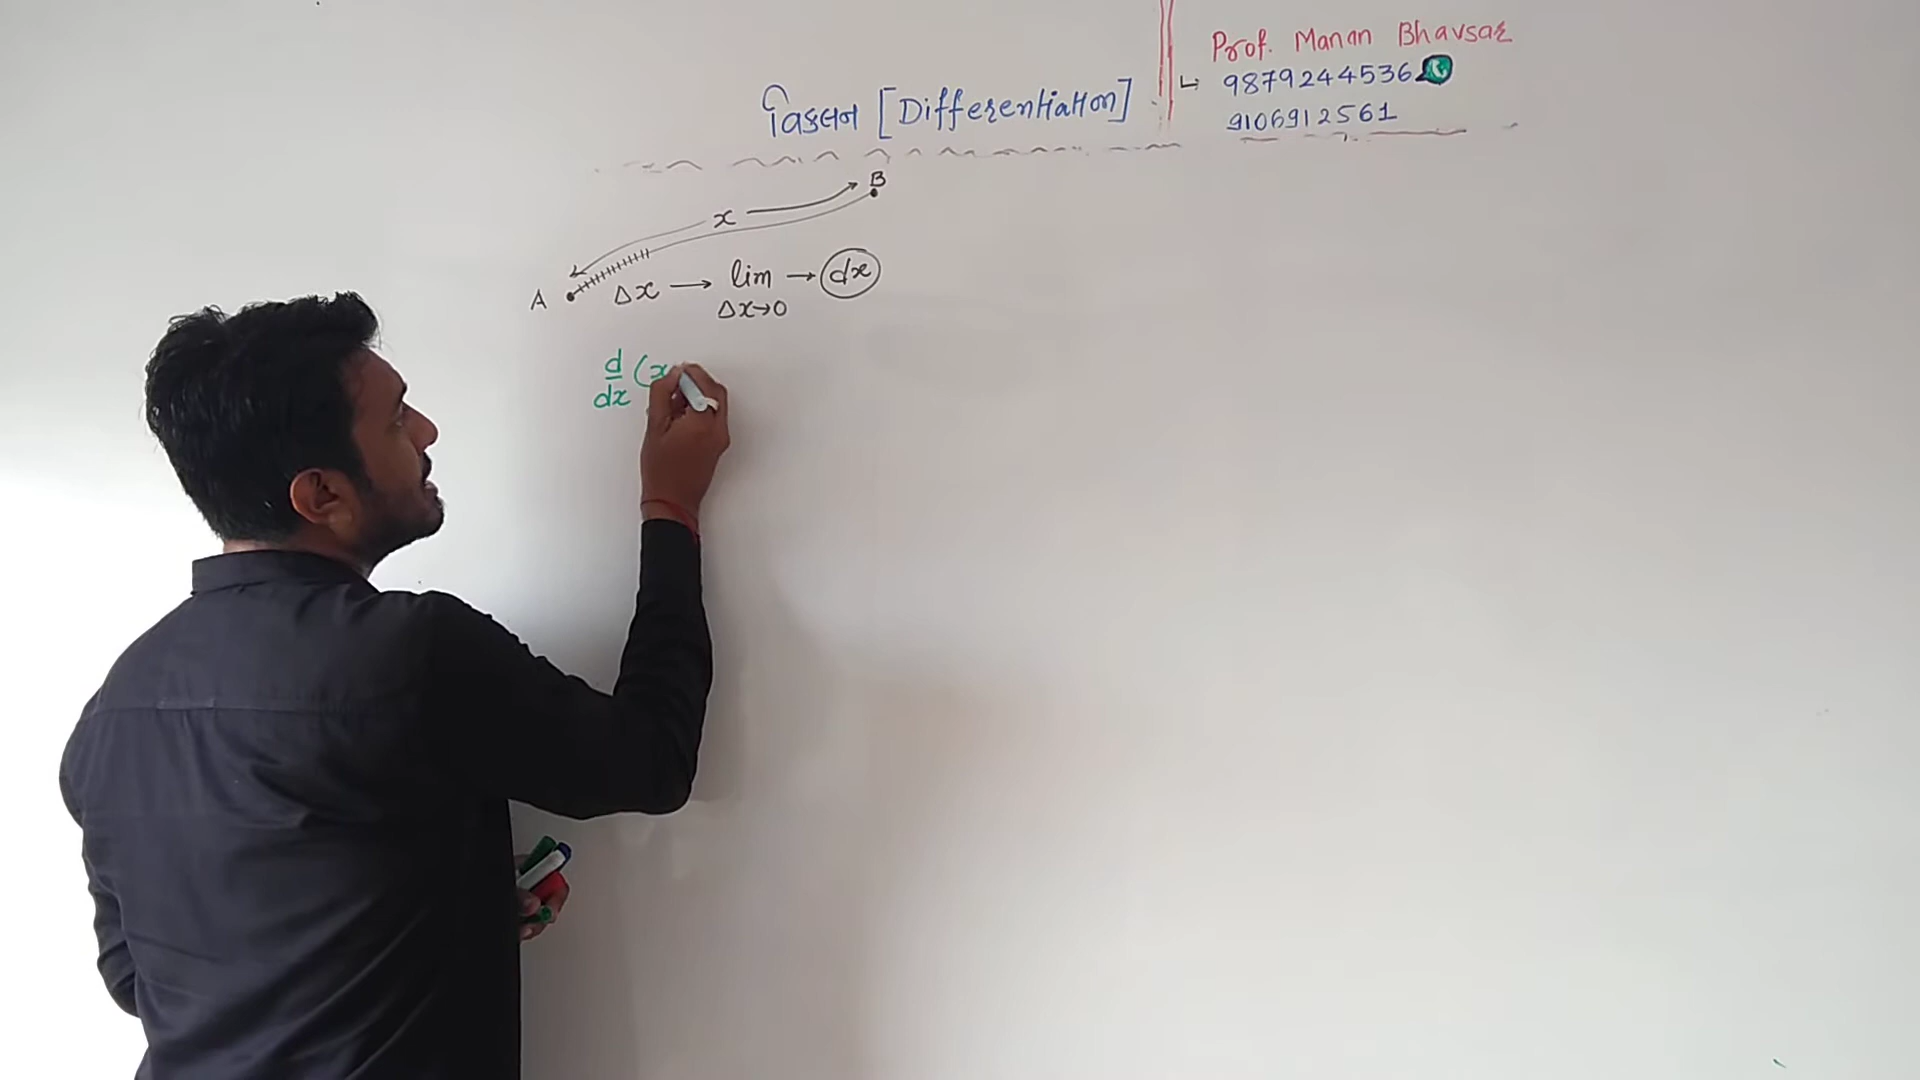 Prof. Manan Bhavsar
વિકલન [Differentiation]
↳ 9879244536
9106912561
B
x
A
Δx → lim → dx
Δx→0
d
dx (x